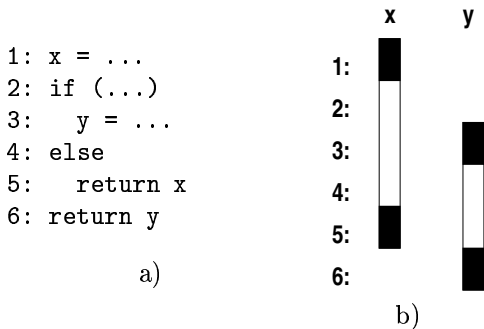 1: x = ...
2: if (...)
3:   y = ...
4: else
5:   return x
6: return y
a)
x y
1:
2:
3:
4:
5:
6:
b)